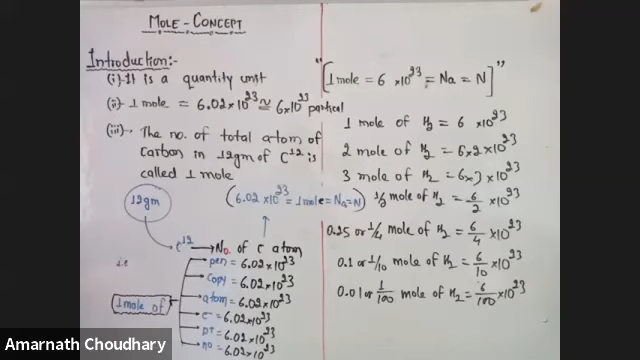 MOLE - CONCEPT
Introduction:-
(i) It is a quantity unit
(ii) 1 mole = 6.02×10²³ ≈ 6×10²³ partical
(iii) The no. of total atom of
carbon in 12gm of C¹² is
called 1 mole
12gm
(6.02×10²³ = 1 mole = Na = N)
C¹² → No. of C atom
i.e
1 mole of
pen = 6.02×10²³
copy = 6.02×10²³
atom = 6.02×10²³
e⁻ = 6.02×10²³
p⁺ = 6.02×10²³
no = 6.02×10²³
"[1 mole = 6 ×10²³ = Na = N]"
1 mole of H₂ = 6 ×10²³
2 mole of H₂ = 6×2×10²³
3 mole of H₂ = 6×3×10²³
1/2 mole of H₂ = 6/2 ×10²³
0.25 or 1/4 mole of H₂ = 6/4 ×10²³
0.1 or 1/10 mole of H₂ = 6/10 ×10²³
0.01 or 1/100 mole of H₂ = 6/100 ×10²³
Amarnath Choudhary